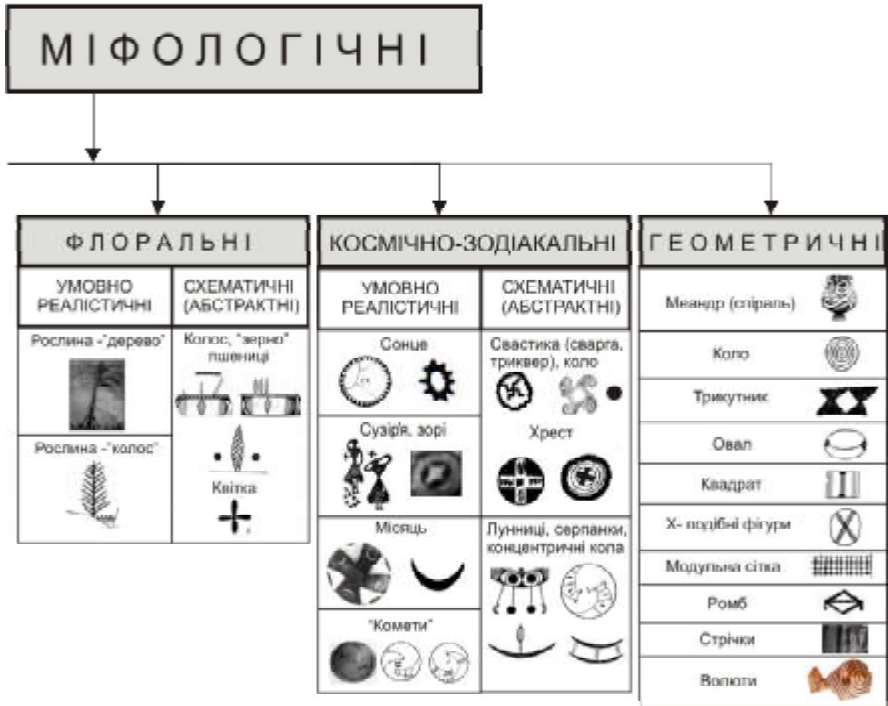 МІФОЛОГІЧНІ
ФЛОРАЛЬНІ
УМОВНО
РЕАЛІСТИЧНІ
СХЕМАТИЧНІ
(АБСТРАКТНІ)
Рослина -"дерево"
Рослина -"колос"
Колос, "зерно"
пшениці
Квітка
КОСМІЧНО-ЗОДІАКАЛЬНІ
УМОВНО
РЕАЛІСТИЧНІ
СХЕМАТИЧНІ
(АБСТРАКТНІ)
Сонце
Сузір'я, зорі
Місяць
"Комети"
Свастика (сварга,
триквер), коло
Хрест
Лунниці, серпанки,
концентричні кола
ГЕОМЕТРИЧНІ
Меандр (спіраль)
Коло
Трикутник
Овал
Квадрат
Х- подібні фігури
Модульна сітка
Ромб
Стрічки
Волюти